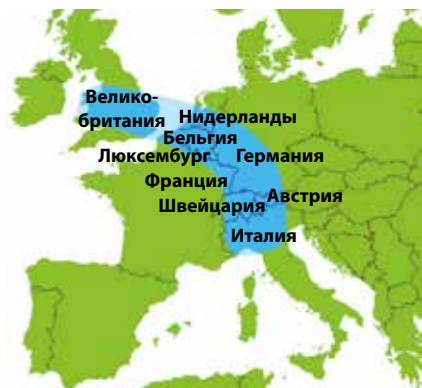 Велико-
британия
Нидерланды
Бельгия
Люксембург
Германия
Франция
Австрия
Швейцария
Италия